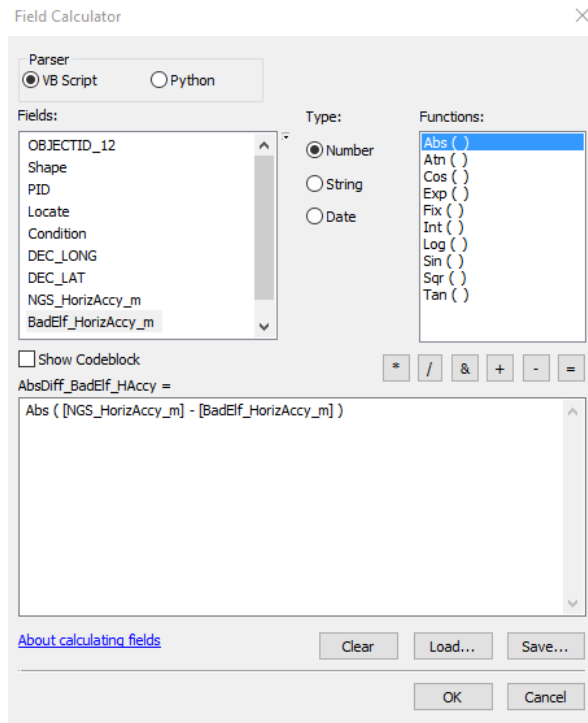 Field Calculator
Parser
VB Script Python
Fields:
OBJECTID_12
Shape
PID
Locate
Condition
DEC_LONG
DEC_LAT
NGS_HorizAccy_m
BadElf_HorizAccy_m
Type:
Number
String
Date
Functions:
Abs ( )
Atn ( )
Cos ( )
Exp ( )
Fix ( )
Int ( )
Log ( )
Sin ( )
Sqr ( )
Tan ( )
Show Codeblock
* / & + - =
AbsDiff_BadElf_HAccy =
Abs ( [NGS_HorizAccy_m] - [BadElf_HorizAccy_m] )
About calculating fields
Clear Load... Save...
OK Cancel